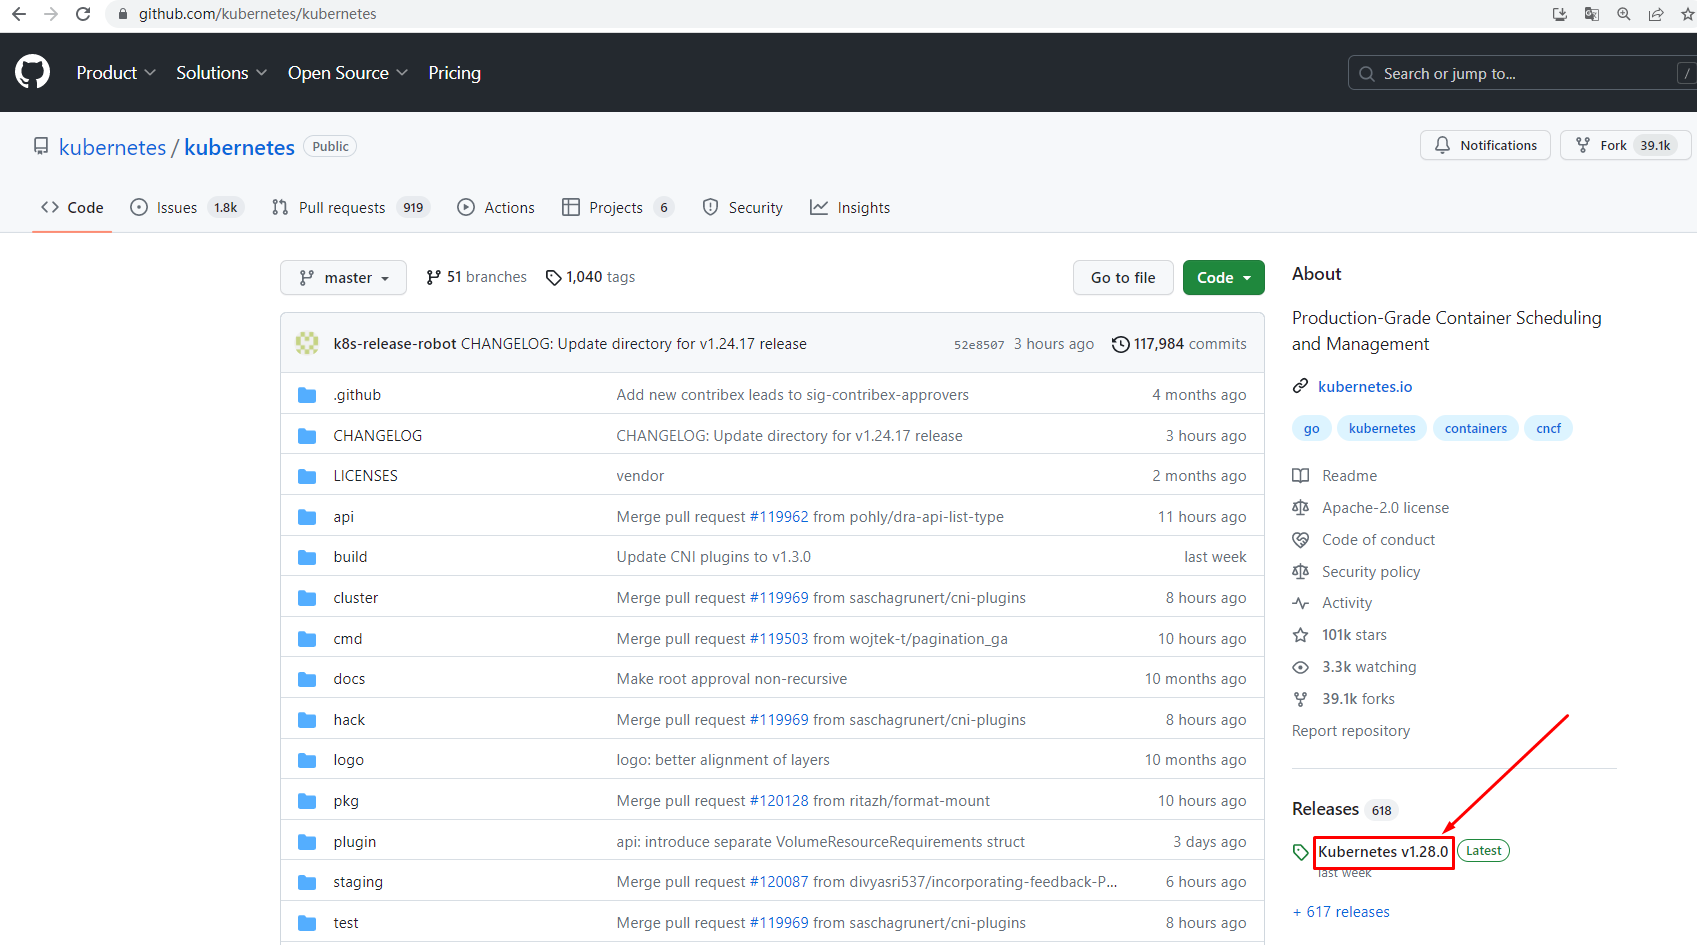 github.com/kubernetes/kubernetes
Product Solutions Open Source Pricing Search or jump to... /
kubernetes / kubernetes Public Notifications Fork 39.1k
Code Issues 1.8k Pull requests 919 Actions Projects 6 Security Insights
master 51 branches 1,040 tags Go to file Code
k8s-release-robot CHANGELOG: Update directory for v1.24.17 release 52e8507 3 hours ago 117,984 commits
.github Add new contribex leads to sig-contribex-approvers 4 months ago
CHANGELOG CHANGELOG: Update directory for v1.24.17 release 3 hours ago
LICENSES vendor 2 months ago
api Merge pull request #119962 from pohly/dra-api-list-type 11 hours ago
build Update CNI plugins to v1.3.0 last week
cluster Merge pull request #119969 from saschagrunert/cni-plugins 8 hours ago
cmd Merge pull request #119503 from wojtek-t/pagination_ga 10 hours ago
docs Make root approval non-recursive 10 months ago
hack Merge pull request #119969 from saschagrunert/cni-plugins 8 hours ago
logo logo: better alignment of layers 10 months ago
pkg Merge pull request #120128 from ritazh/format-mount 10 hours ago
plugin api: introduce separate VolumeResourceRequirements struct 3 days ago
staging Merge pull request #120087 from divyasri537/incorporating-feedback-P... 6 hours ago
test Merge pull request #119969 from saschagrunert/cni-plugins 8 hours ago
About
Production-Grade Container Scheduling
and Management
kubernetes.io
go kubernetes containers cncf
Readme
Apache-2.0 license
Code of conduct
Security policy
Activity
101k stars
3.3k watching
39.1k forks
Report repository
Releases 618
Kubernetes v1.28.0 Latest
last week
+ 617 releases